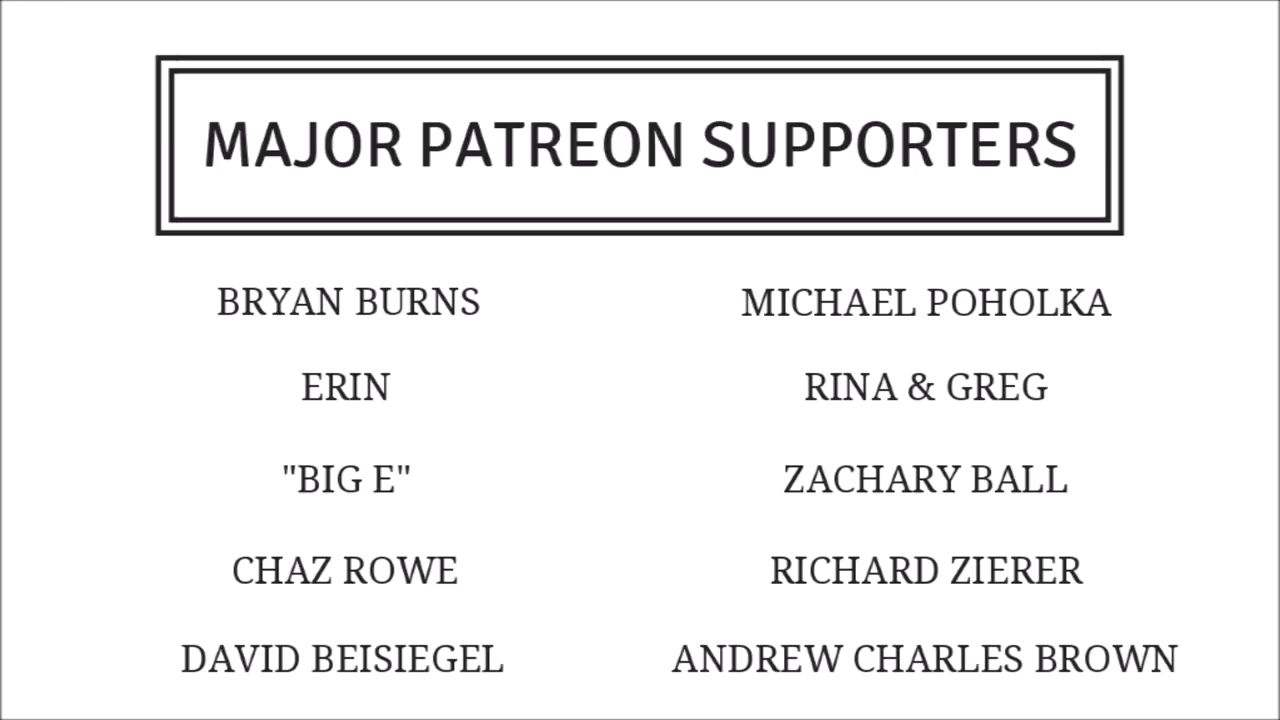 MAJOR PATREON SUPPORTERS
BRYAN BURNS
MICHAEL POHOLKA
ERIN
RINA & GREG
"BIG E"
ZACHARY BALL
CHAZ ROWE
RICHARD ZIERER
DAVID BEISIEGEL
ANDREW CHARLES BROWN